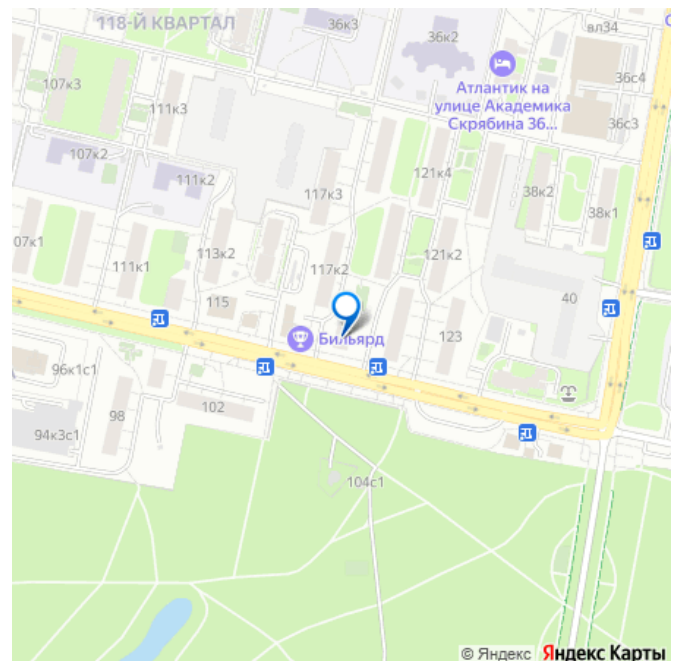 118-Й КВАРТАЛ
36к3
36к2
вл34
С
107к3
Атлантик на
улице Академика
Скрябина 36...
36с4
111к3
36с3
107к2
111к2
117к3
121к4
38к2
38к1
07к1
111к1
113к2
117к2
121к2
115
40
Бильярд
123
96к1с1
98
102
94к3с1
104с1
© Яндекс Яндекс Карты